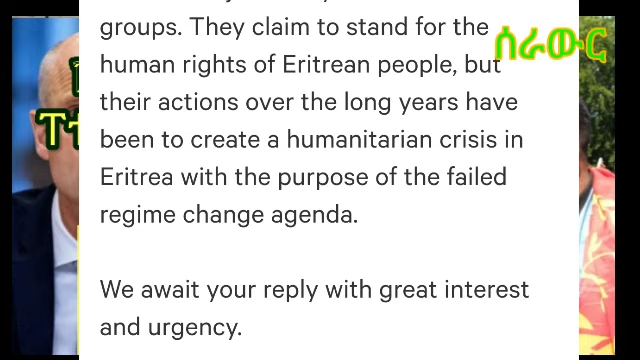 groups. They claim to stand for the
human rights of Eritrean people, but
their actions over the long years have
been to create a humanitarian crisis in
Eritrea with the purpose of the failed
regime change agenda.
We await your reply with great interest
and urgency.
ሰራውር